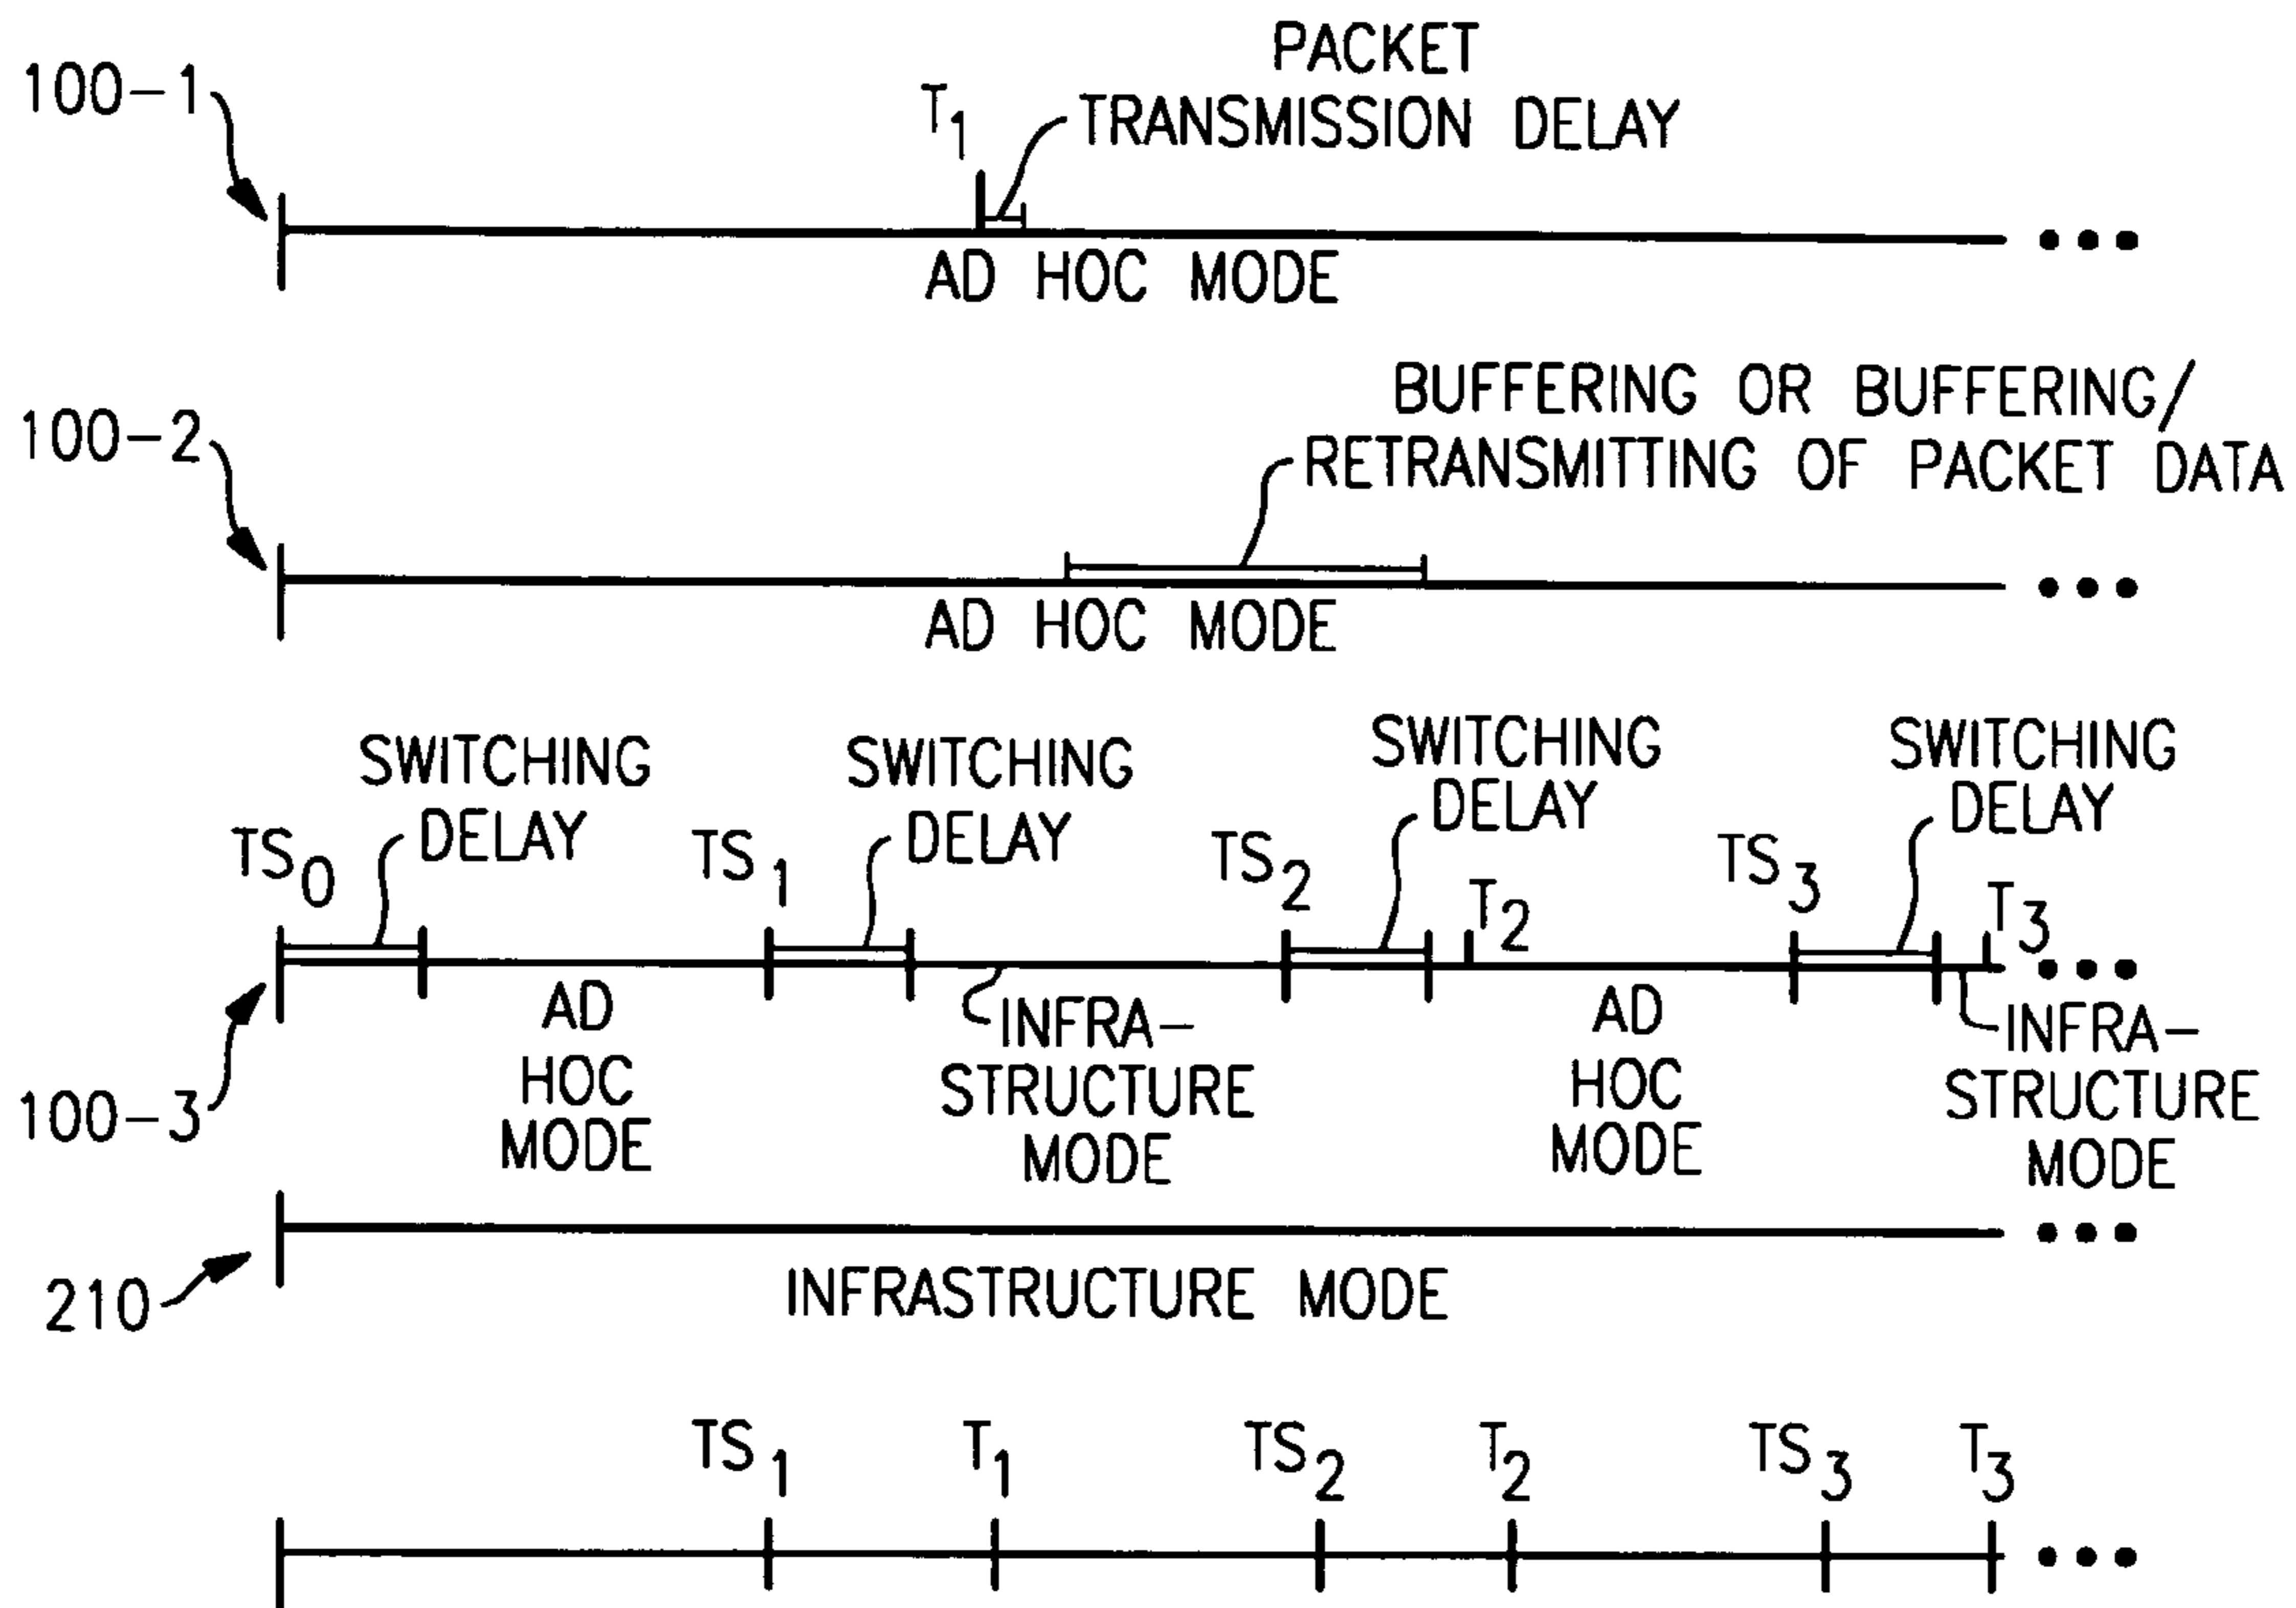 PACKET
100-1
T1
TRANSMISSION DELAY
AD HOC MODE
BUFFERING OR BUFFERING/
100-2
RETRANSMITTING OF PACKET DATA
AD HOC MODE
SWITCHING
DELAY
SWITCHING
DELAY
SWITCHING
DELAY
SWITCHING
DELAY
TS0
TS1
TS2
T2
TS3
T3
100-3
AD
HOC
MODE
INFRA-
STRUCTURE
MODE
AD
HOC
MODE
INFRA-
STRUCTURE
MODE
210
INFRASTRUCTURE MODE
TS1 T1 TS2 T2 TS3 T3